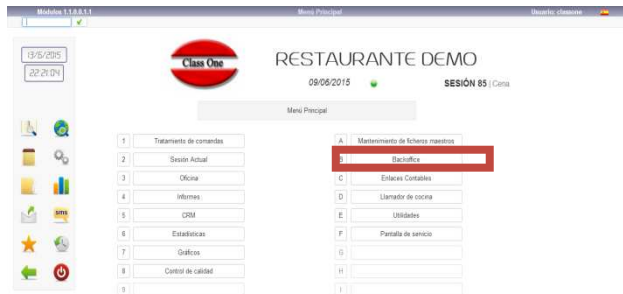 Módulos 1.1.0.0.1.1 Menú Principal Usuario: classone
13/6/2015
22:21:04
Class One
RESTAURANTE DEMO
09/06/2015 SESIÓN 85 | Cena
Menú Principal
1 Tratamiento de comandas A Mantenimiento de ficheros maestros
2 Sesión Actual B Backoffice
3 Oficina C Enlaces Contables
4 Informes D Llamador de cocina
5 CRM E Utilidades
6 Estadísticas F Pantalla de servicio
7 Gráficos G
8 Control de calidad H
9 I
sms